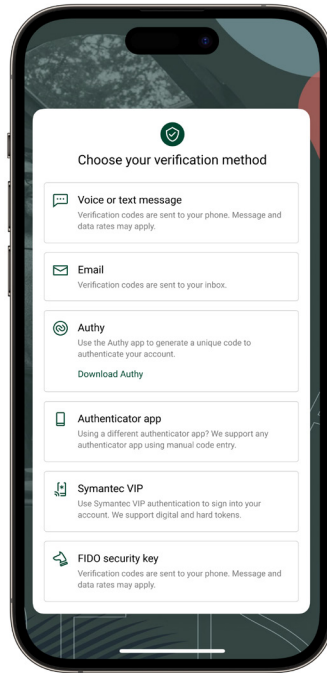 Choose your verification method
Voice or text message
Verification codes are sent to your phone. Message and
data rates may apply.
Email
Verification codes are sent to your inbox.
Authy
Use the Authy app to generate a unique code to
authenticate your account.
Download Authy
Authenticator app
Using a different authenticator app? We support any
authenticator app using manual code entry.
Symantec VIP
Use Symantec VIP authentication to sign into your
account. We support digital and hard tokens.
FIDO security key
Verification codes are sent to your phone. Message and
data rates may apply.